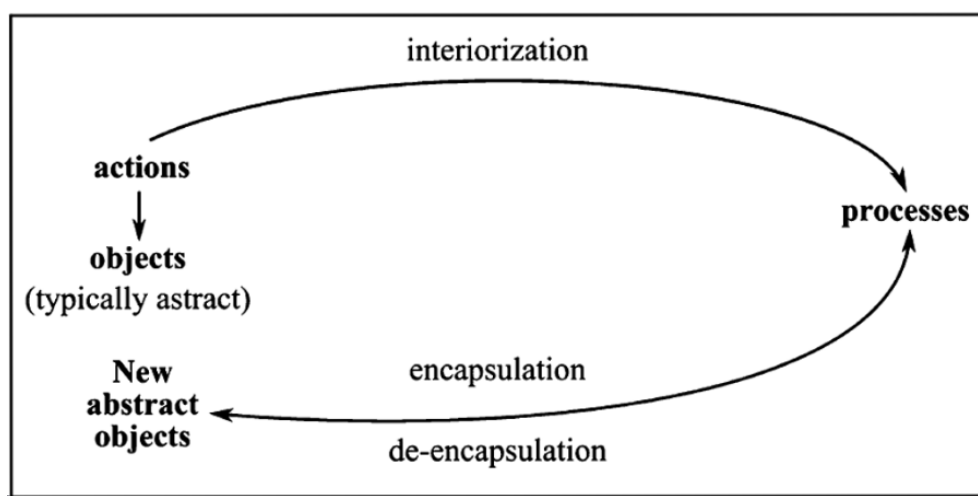 interiorization
actions
processes
objects
(typically astract)
New
abstract
objects
encapsulation
de-encapsulation